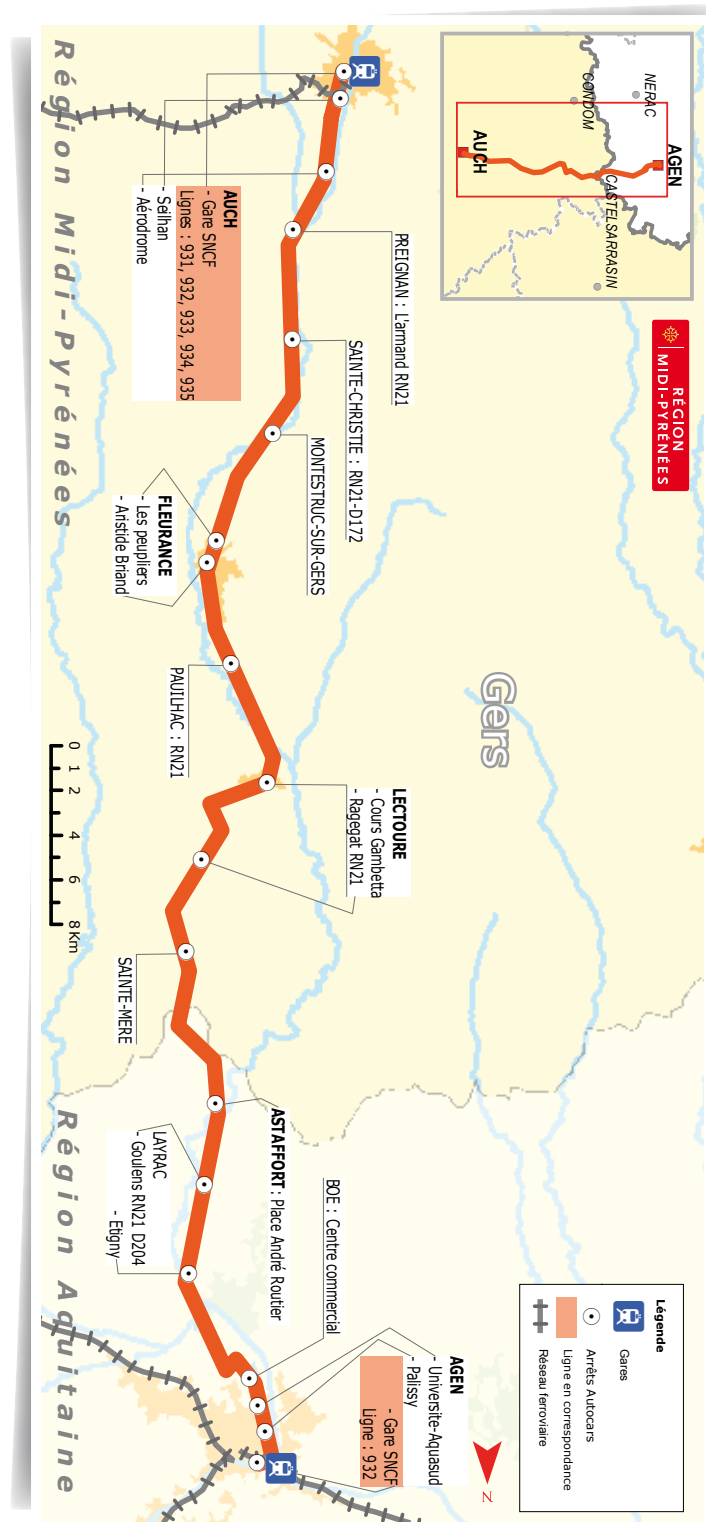 NERAC
CONDOM
AGEN
AUCH
CASTELSARRASIN
RÉGION
MIDI-PYRÉNÉES
Région Midi-Pyrénées
Région Aquitaine
Gers
AUCH
- Gare SNCF
Lignes : 931, 932, 933, 934, 935
- Seilhan
- Aérodrome
PREIGNAN : L'armand RN21
SAINTE-CHRISTIE : RN21-D172
MONTESTRUC-SUR-GERS
FLEURANCE
- Les peupliers
- Aristide Briand
PAUILHAC : RN21
LECTOURE
- Cours Gambetta
- Ragegat RN21
SAINTE-MERE
ASTAFFORT : Place André Routier
LAYRAC
- Goulens RN21 D204
- Etigny
BOE : Centre commercial
AGEN
- Universite-Aquasud
- Palissy
- Gare SNCF
Ligne : 932
0 1 2 4 6 8 Km
N
Légende
Gares
Arrêts Autocars
Ligne en correspondance
Réseau ferroviaire